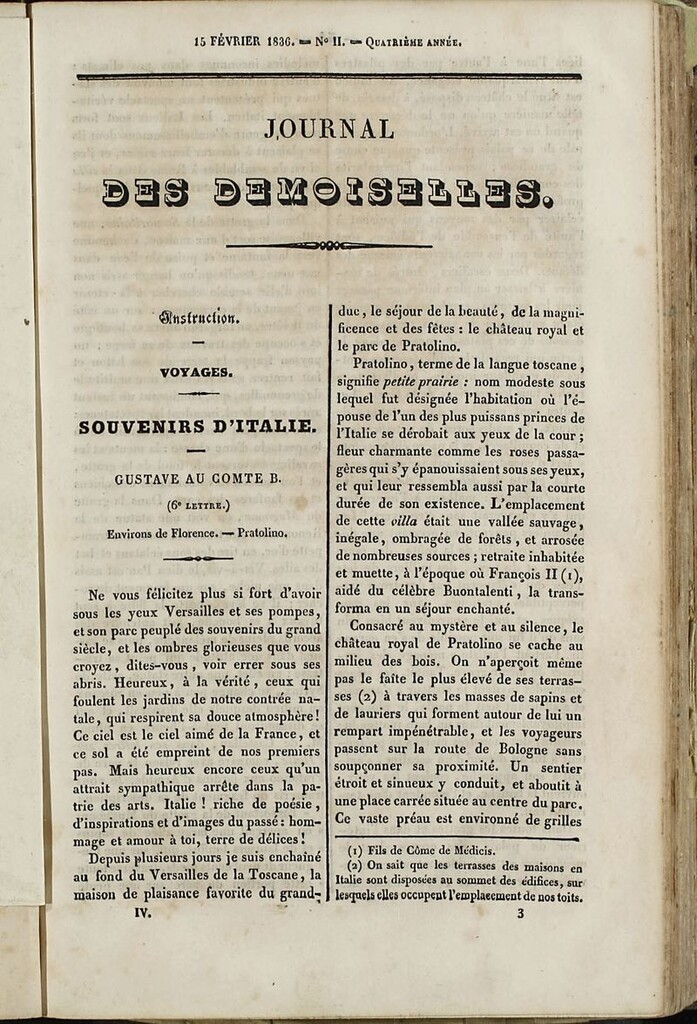 15 FÉVRIER 1836. — No II. — QUATRIÈME ANNÉE.
JOURNAL
DES DEMOISELLES.
Instruction.
VOYAGES.
SOUVENIRS D'ITALIE.
GUSTAVE AU COMTE B.
(6e LETTRE.)
Environs de Florence. — Pratolino.
Ne vous félicitez plus si fort d'avoir
sous les yeux Versailles et ses pompes,
et son parc peuplé des souvenirs du grand
siècle, et les ombres glorieuses que vous
croyez, dites-vous, voir errer sous ses
abris. Heureux, à la vérité, ceux qui
foulent les jardins de notre contrée na-
tale, qui respirent sa douce atmosphère!
Ce ciel est le ciel aimé de la France, et
ce sol a été empreint de nos premiers
pas. Mais heureux encore ceux qu'un
attrait sympathique arrête dans la pa-
trie des arts. Italie! riche de poésie,
d'inspirations et d'images du passé: hom-
mage et amour à toi, terre de délices!
Depuis plusieurs jours je suis enchaîné
au fond du Versailles de la Toscane, la
maison de plaisance favorite du grand-
duc, le séjour de la beauté, de la magni-
ficence et des fêtes: le château royal et
le parc de Pratolino.
Pratolino, terme de la langue toscane,
signifie petite prairie: nom modeste sous
lequel fut désignée l'habitation où l'é-
pouse de l'un des plus puissans princes de
l'Italie se dérobait aux yeux de la cour;
fleur charmante comme les roses passa-
gères qui s'y épanouissaient sous ses yeux,
et qui leur ressembla aussi par la courte
durée de son existence. L'emplacement
de cette villa était une vallée sauvage,
inégale, ombragée de forêts, et arrosée
de nombreuses sources; retraite inhabitée
et muette, à l'époque où François II (1),
aidé du célèbre Buontalenti, la trans-
forma en un séjour enchanté.
Consacré au mystère et au silence, le
château royal de Pratolino se cache au
milieu des bois. On n'aperçoit même
pas le faîte le plus élevé de ses terras-
ses (2) à travers les masses de sapins et
de lauriers qui forment autour de lui un
rempart impénétrable, et les voyageurs
passent sur la route de Bologne sans
soupçonner sa proximité. Un sentier
étroit et sinueux y conduit, et aboutit à
une place carrée située au centre du parc.
Ce vaste préau est environné de grilles
(1) Fils de Côme de Médicis.
(2) On sait que les terrasses des maisons en
Italie sont disposées au sommet des édifices, sur
lesquels elles occupent l'emplacement de nos toits.
IV. 3